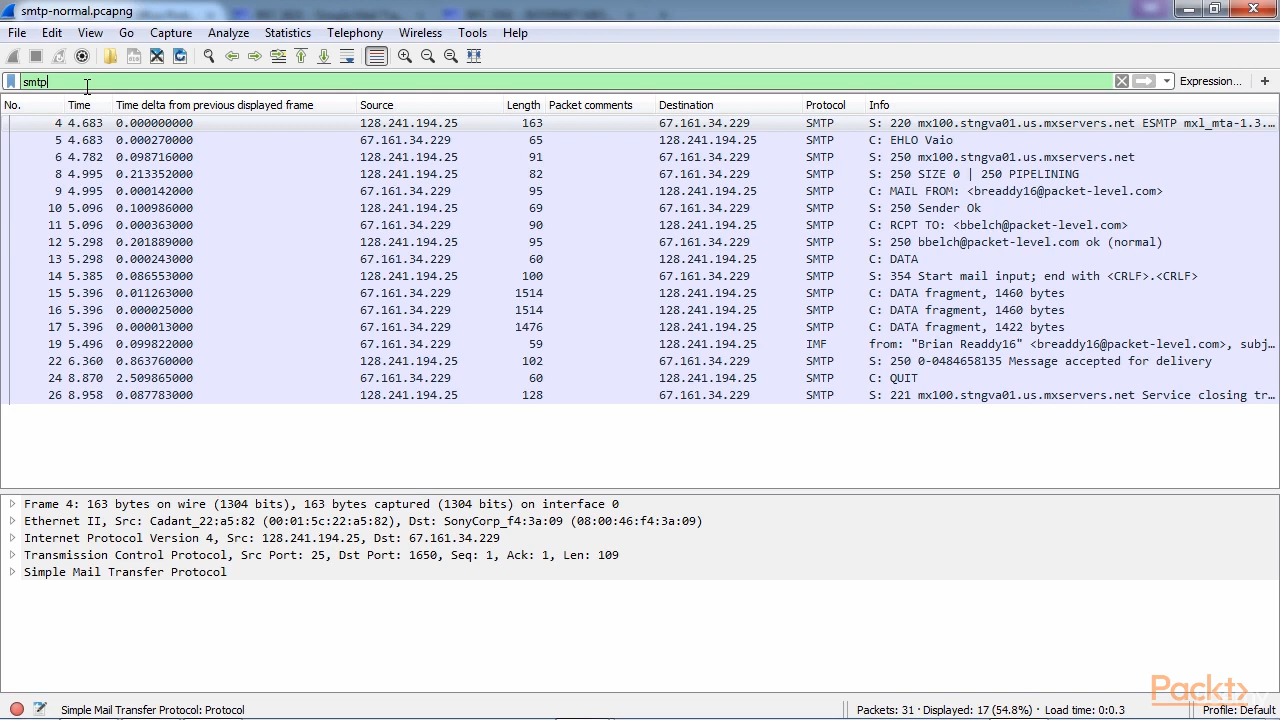 smtp-normal.pcapng
File Edit View Go Capture Analyze Statistics Telephony Wireless Tools Help
smtp Expression... +
No. Time Time delta from previous displayed frame Source Length Packet comments Destination Protocol Info
4 4.683 0.000000000 128.241.194.25 163 67.161.34.229 SMTP S: 220 mx100.stngva01.us.mxservers.net ESMTP mxl_mta-1.3....
5 4.683 0.000270000 67.161.34.229 65 128.241.194.25 SMTP C: EHLO Vaio
6 4.782 0.098716000 128.241.194.25 91 67.161.34.229 SMTP S: 250 mx100.stngva01.us.mxservers.net
8 4.995 0.213352000 128.241.194.25 82 67.161.34.229 SMTP S: 250 SIZE 0 | 250 PIPELINING
9 4.995 0.000142000 67.161.34.229 95 128.241.194.25 SMTP C: MAIL FROM: <breaddy16@packet-level.com>
10 5.096 0.100986000 128.241.194.25 69 67.161.34.229 SMTP S: 250 Sender Ok
11 5.096 0.000363000 67.161.34.229 90 128.241.194.25 SMTP C: RCPT TO: <bbelch@packet-level.com>
12 5.298 0.201889000 128.241.194.25 95 67.161.34.229 SMTP S: 250 bbelch@packet-level.com ok (normal)
13 5.298 0.000243000 67.161.34.229 60 128.241.194.25 SMTP C: DATA
14 5.385 0.086553000 128.241.194.25 100 67.161.34.229 SMTP S: 354 Start mail input; end with <CRLF>.<CRLF>
15 5.396 0.011263000 67.161.34.229 1514 128.241.194.25 SMTP C: DATA fragment, 1460 bytes
16 5.396 0.000025000 67.161.34.229 1514 128.241.194.25 SMTP C: DATA fragment, 1460 bytes
17 5.396 0.000013000 67.161.34.229 1476 128.241.194.25 SMTP C: DATA fragment, 1422 bytes
19 5.496 0.099822000 67.161.34.229 59 128.241.194.25 IMF from: "Brian Readdy16" <breaddy16@packet-level.com>, subj...
22 6.360 0.863760000 128.241.194.25 102 67.161.34.229 SMTP S: 250 0-0484658135 Message accepted for delivery
24 8.870 2.509865000 67.161.34.229 60 128.241.194.25 SMTP C: QUIT
26 8.958 0.087783000 128.241.194.25 128 67.161.34.229 SMTP S: 221 mx100.stngva01.us.mxservers.net Service closing tr...
Frame 4: 163 bytes on wire (1304 bits), 163 bytes captured (1304 bits) on interface 0
Ethernet II, Src: Cadant_22:a5:82 (00:01:5c:22:a5:82), Dst: SonyCorp_f4:3a:09 (08:00:46:f4:3a:09)
Internet Protocol Version 4, Src: 128.241.194.25, Dst: 67.161.34.229
Transmission Control Protocol, Src Port: 25, Dst Port: 1650, Seq: 1, Ack: 1, Len: 109
Simple Mail Transfer Protocol
Packt>
Simple Mail Transfer Protocol: Protocol Packets: 31 · Displayed: 17 (54.8%) · Load time: 0:0.3 Profile: Default